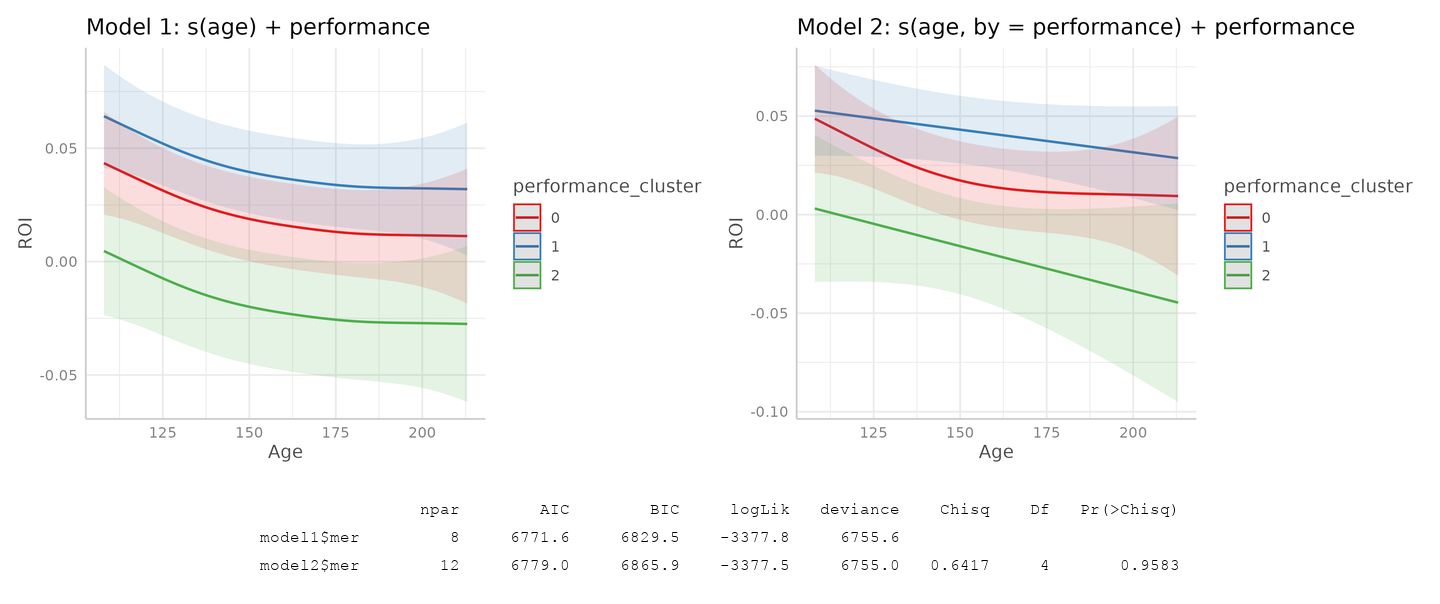 Model 1: s(age) + performance
0.05
0.00
-0.05
125 150 175 200
Age
ROI
performance_cluster
0
1
2
Model 2: s(age, by = performance) + performance
0.05
0.00
-0.05
-0.10
125 150 175 200
Age
ROI
performance_cluster
0
1
2
npar AIC BIC logLik deviance Chisq Df Pr(>Chisq)
model1$mer 8 6771.6 6829.5 -3377.8 6755.6
model2$mer 12 6779.0 6865.9 -3377.5 6755.0 0.6417 4 0.9583